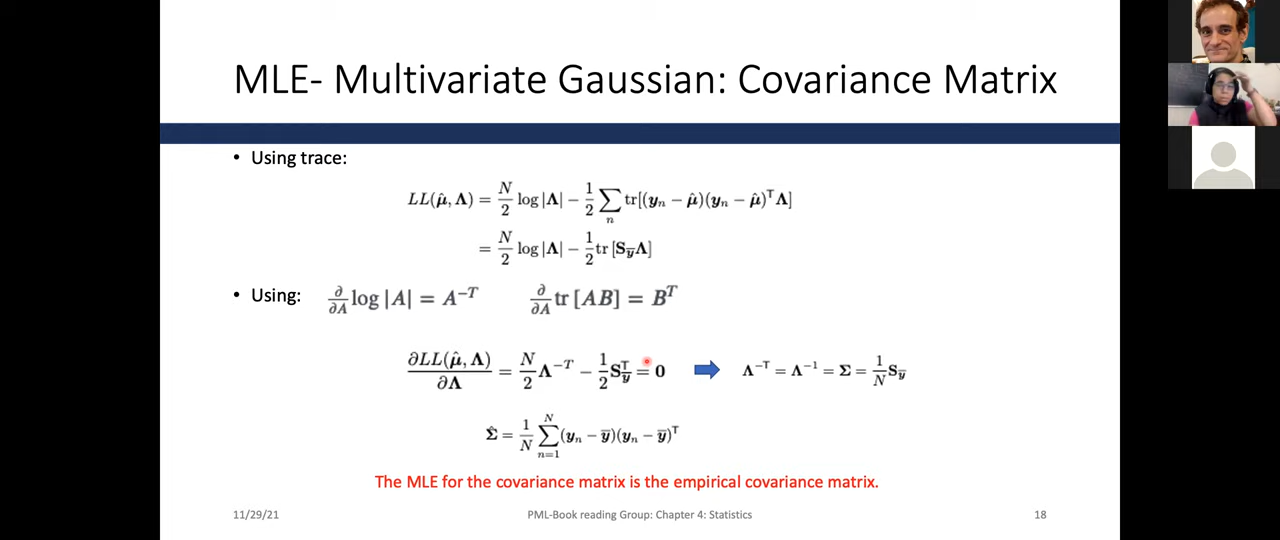 MLE- Multivariate Gaussian: Covariance Matrix
• Using trace:
LL(μ̂, Λ) = N/2 log|Λ| − 1/2 ∑_n tr[(y_n − μ̂)(y_n − μ̂)^T Λ]
= N/2 log|Λ| − 1/2 tr [S_ȳ Λ]
• Using: ∂/∂A log |A| = A^{−T} ∂/∂A tr [AB] = B^T
∂LL(μ̂, Λ)/∂Λ = N/2 Λ^{−T} − 1/2 S_ȳ^T = 0 Λ^{−T} = Λ^{−1} = Σ = 1/N S_ȳ
Σ̂ = 1/N ∑_{n=1}^{N} (y_n − ȳ)(y_n − ȳ)^T
The MLE for the covariance matrix is the empirical covariance matrix.
11/29/21 PML-Book reading Group: Chapter 4: Statistics 18